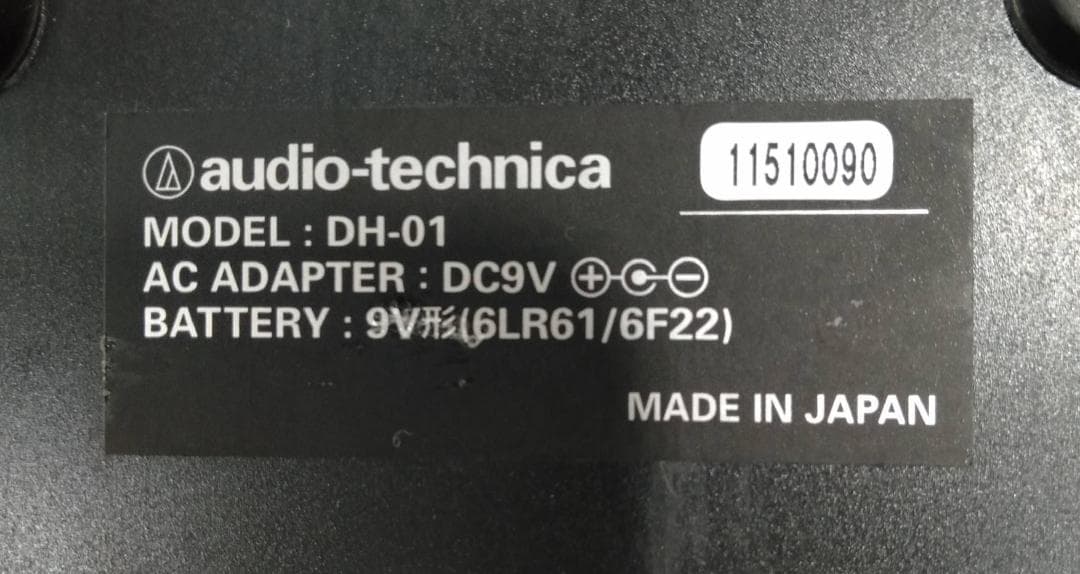 audio-technica
11510090
MODEL : DH-01
AC ADAPTER : DC9V
BATTERY : 9V形(6LR61/6F22)
MADE IN JAPAN